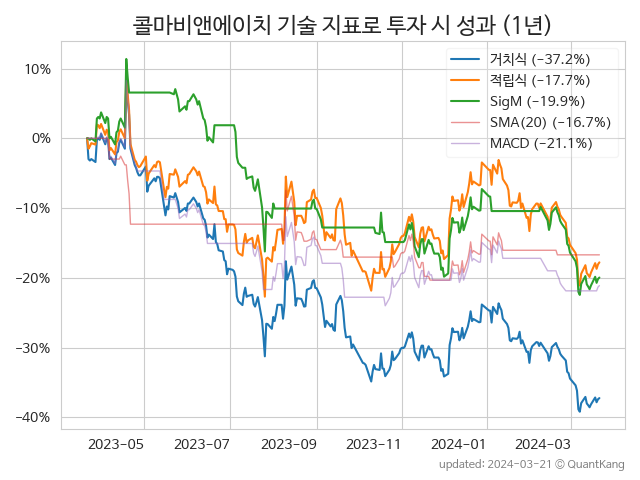 콜마비앤에이치 기술 지표로 투자 시 성과 (1년)
거치식 (−37.2%)
적립식 (−17.7%)
SigM (−19.9%)
SMA(20) (−16.7%)
MACD (−21.1%)
10%
0%
−10%
−20%
−30%
−40%
2023−05
2023−07
2023−09
2023−11
2024−01
2024−03
updated: 2024−03−21 © QuantKang